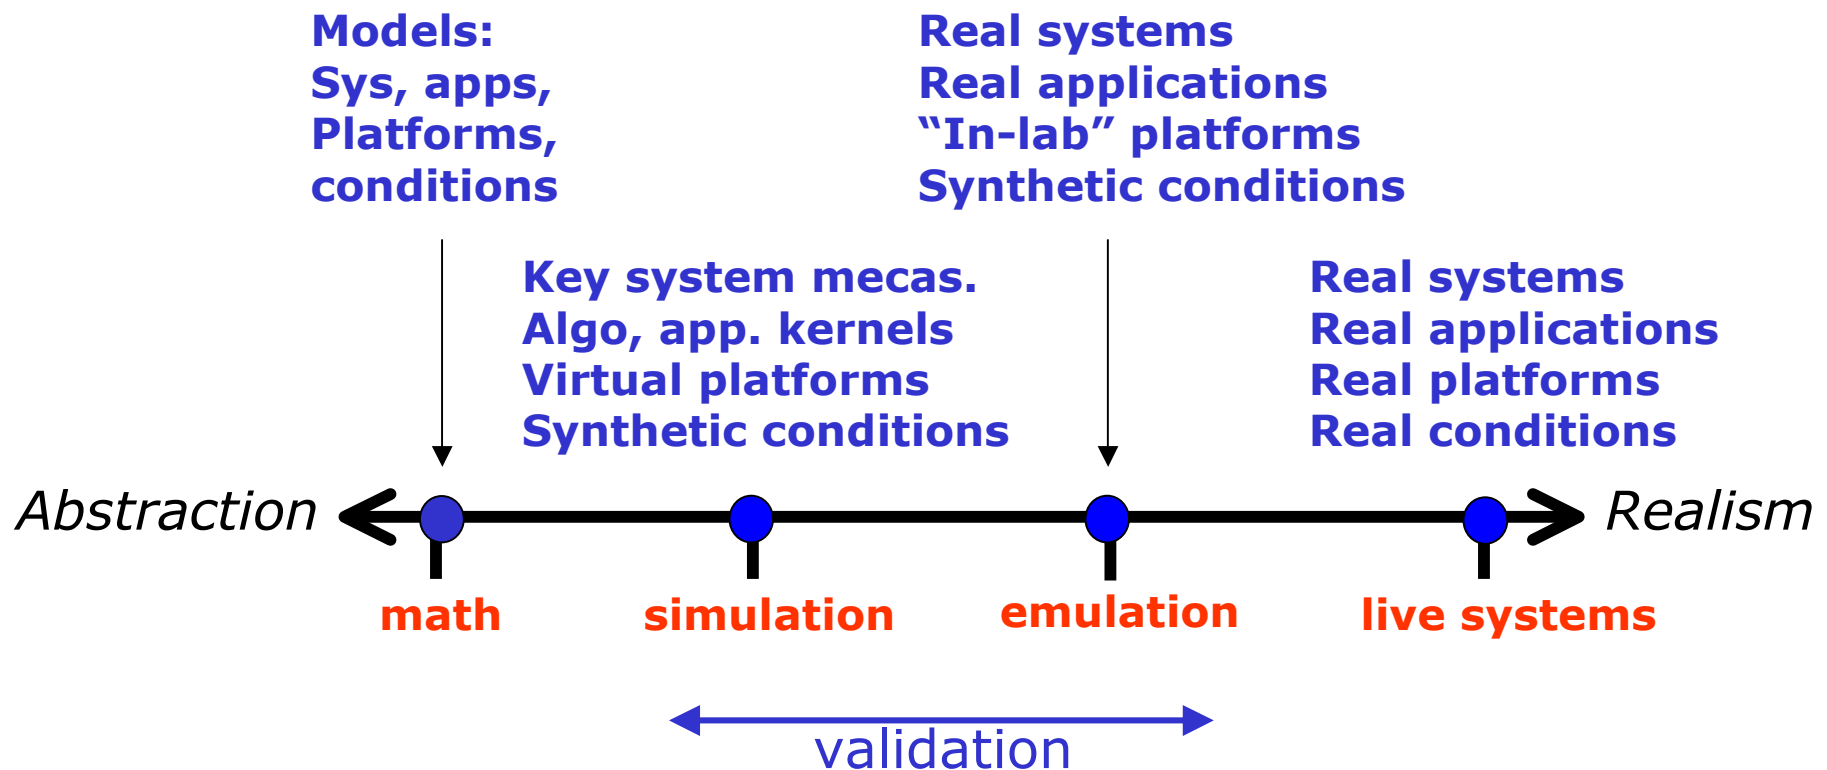 Models:
Sys, apps,
Platforms,
conditions
Real systems
Real applications
“In-lab” platforms
Synthetic conditions
Key system mecas.
Algo, app. kernels
Virtual platforms
Synthetic conditions
Real systems
Real applications
Real platforms
Real conditions
Abstraction
Realism
math
simulation
emulation
live systems
validation